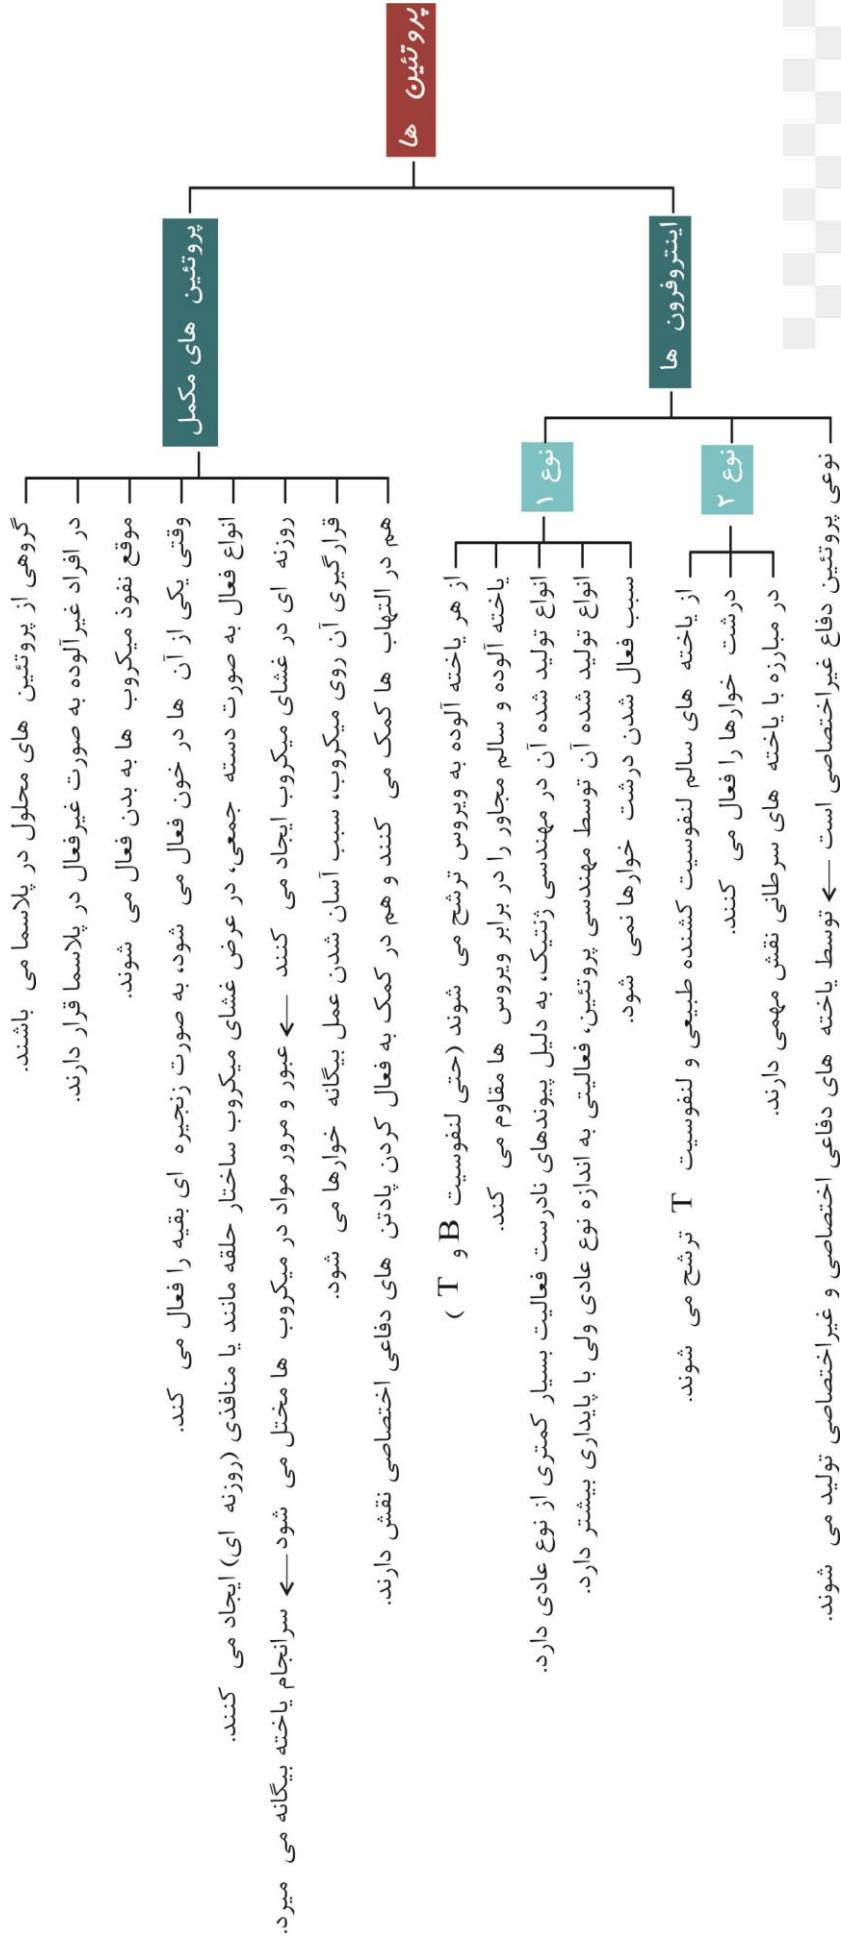 پروتئین ها
پروتئین های مکمل
گروهی از پروتئین های محلول در پلاسما می باشند.
در افراد غیرآلوده به صورت غیرفعال در پلاسما قرار دارند.
موقع نفوذ میکروب ها به بدن فعال می شوند.
وقتی یکی از آن ها در خون فعال می شود، به صورت زنجیره ای بقیه را فعال می کند.
انواع فعال به صورت دسته جمعی، در عرض غشای میکروب ساختار حلقه مانند یا منافذی (روزنه ای) ایجاد می کنند.
روزنه ای در غشای میکروب ایجاد می کنند ← عبور و مرور مواد در میکروب ها مختل می شود ← سرانجام یاخته بیگانه می میرد.
قرارگیری آن روی میکروب، سبب آسان شدن عمل بیگانه خوارها می شود.
هم در التهاب ها کمک می کنند و هم در کمک به فعال کردن پادتن های دفاعی اختصاصی نقش دارند.
اینتروفرون ها
نوع ۱
از هر یاخته آلوده به ویروس ترشح می شوند (حتی لنفوسیت B و T )
یاخته آلوده و سالم مجاور را در برابر ویروس ها مقاوم می کند.
انواع تولید شده آن در مهندسی ژنتیک، به دلیل پیوندهای نادرست فعالیت بسیار کمتری از نوع عادی دارد.
انواع تولید شده آن توسط مهندسی پروتئین، فعالیتی به اندازه نوع عادی ولی با پایداری بیشتر دارد.
سبب فعال شدن درشت خوارها نمی شود.
نوع ۲
از یاخته های سالم لنفوسیت کشنده طبیعی و لنفوسیت T ترشح می شوند.
درشت خوارها را فعال می کنند.
در مبارزه با یاخته های سرطانی نقش مهمی دارند.
نوعی پروتئین دفاع غیراختصاصی است ← توسط یاخته های دفاعی اختصاصی و غیراختصاصی تولید می شوند.